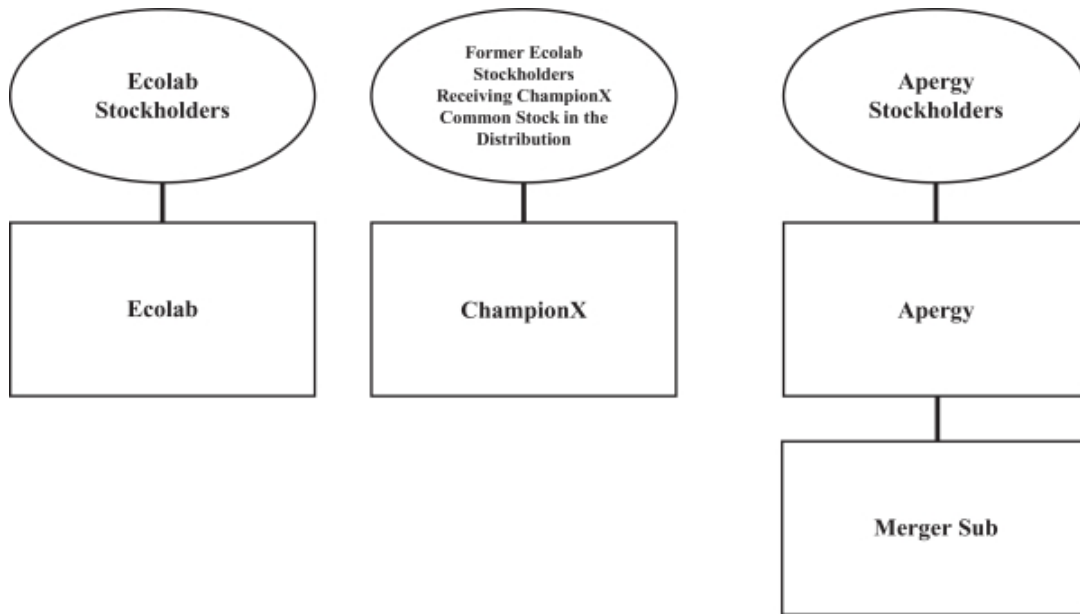 Ecolab
Stockholders
Former Ecolab
Stockholders
Receiving ChampionX
Common Stock in the
Distribution
Apergy
Stockholders
Ecolab
ChampionX
Apergy
Merger Sub